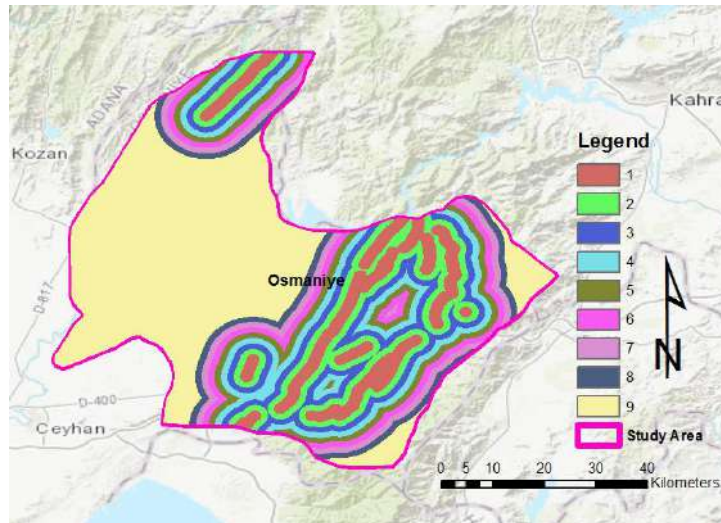 ADANA
Kozan
Kahra
D-817
Osmaniye
D-400
Ceyhan
Legend
1
2
3
4
5
6
7
8
9
Study Area
N
0 5 10 20 30 40
Kilometers